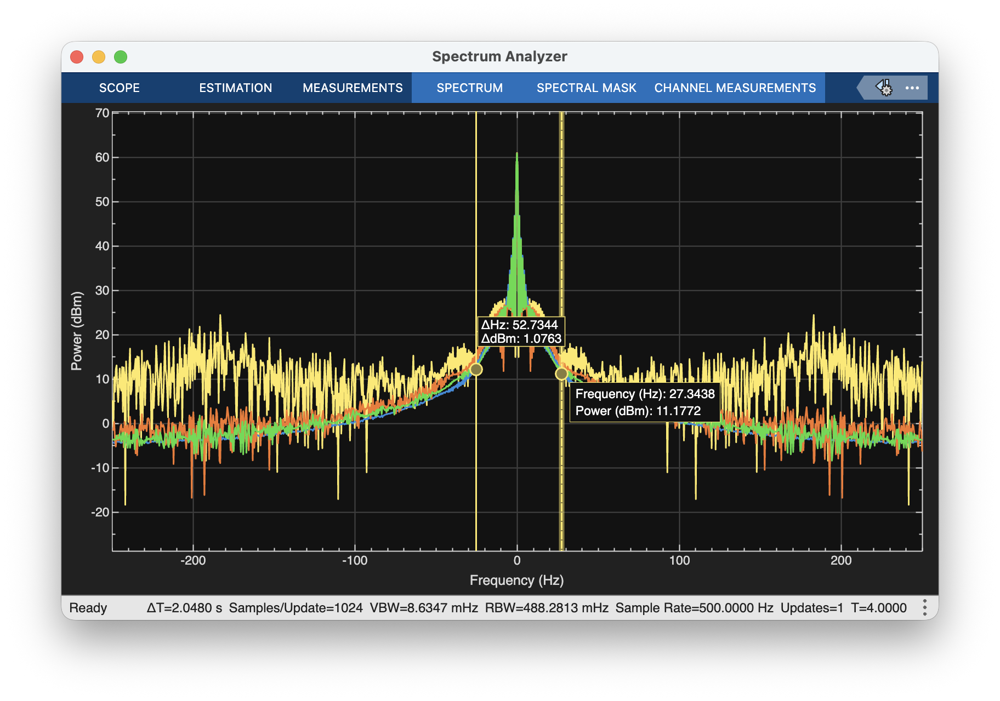 Spectrum Analyzer
SCOPE ESTIMATION MEASUREMENTS SPECTRUM SPECTRAL MASK CHANNEL MEASUREMENTS
70
60
50
40
30
20
10
0
-10
-20
Power (dBm)
ΔHz: 52.7344
ΔdBm: 1.0763
Frequency (Hz): 27.3438
Power (dBm): 11.1772
-200 -100 0 100 200
Frequency (Hz)
Ready ΔT=2.0480 s Samples/Update=1024 VBW=8.6347 mHz RBW=488.2813 mHz Sample Rate=500.0000 Hz Updates=1 T=4.0000